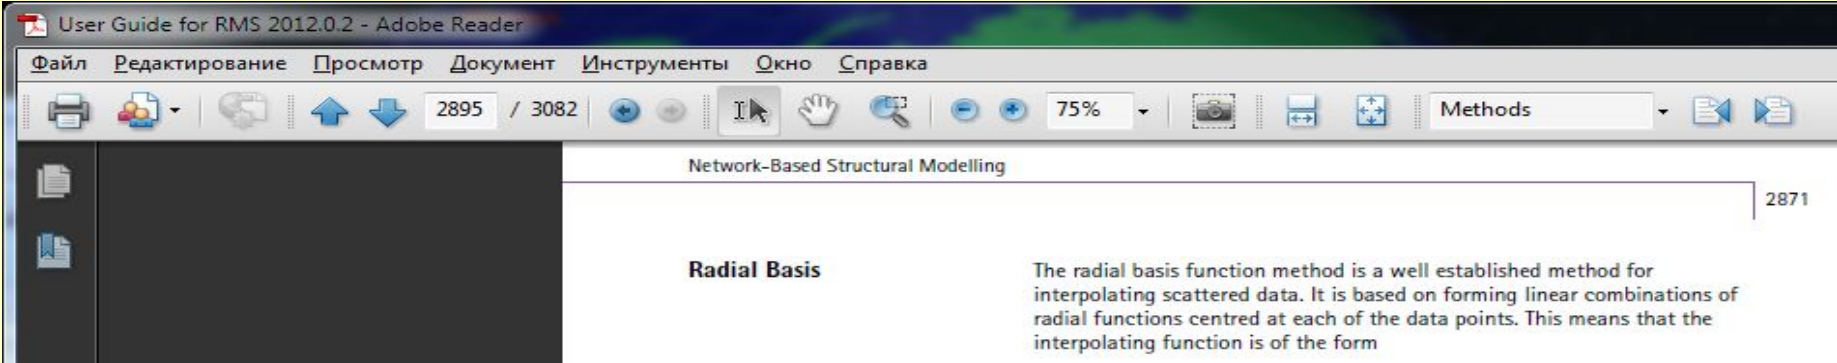 User Guide for RMS 2012.0.2 - Adobe Reader
Файл Редактирование Просмотр Документ Инструменты Окно Справка
2895 / 3082 75% Methods
Network-Based Structural Modelling
2871
Radial Basis
The radial basis function method is a well established method for
interpolating scattered data. It is based on forming linear combinations of
radial functions centred at each of the data points. This means that the
interpolating function is of the form